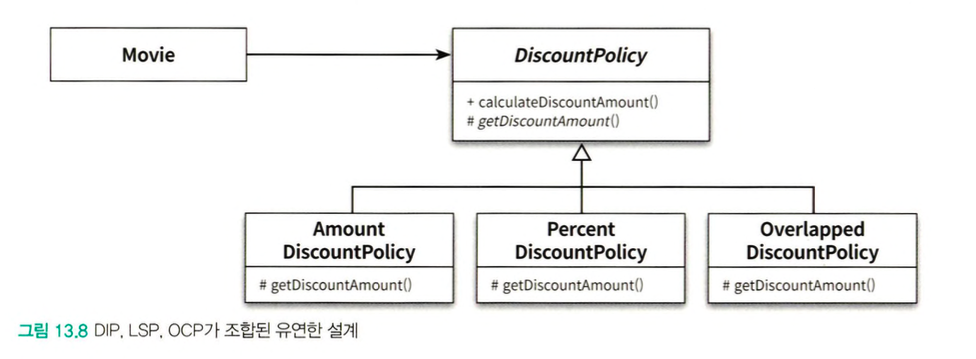 Movie
DiscountPolicy
+ calculateDiscountAmount()
# getDiscountAmount()
Amount
DiscountPolicy
# getDiscountAmount()
Percent
DiscountPolicy
# getDiscountAmount()
Overlapped
DiscountPolicy
# getDiscountAmount()
그림 13.8 DIP, LSP, OCP가 조합된 유연한 설계